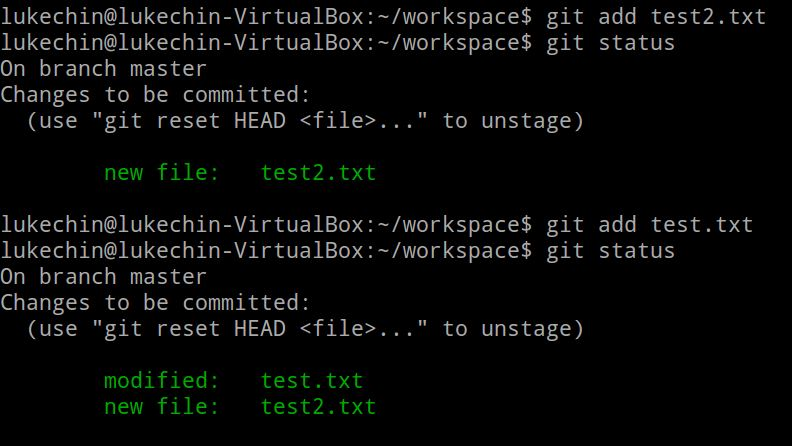 lukechin@lukechin-VirtualBox:~/workspace$ git add test2.txt
lukechin@lukechin-VirtualBox:~/workspace$ git status
On branch master
Changes to be committed:
  (use "git reset HEAD <file>..." to unstage)
        new file:   test2.txt
lukechin@lukechin-VirtualBox:~/workspace$ git add test.txt
lukechin@lukechin-VirtualBox:~/workspace$ git status
On branch master
Changes to be committed:
  (use "git reset HEAD <file>..." to unstage)
        modified:   test.txt
        new file:   test2.txt